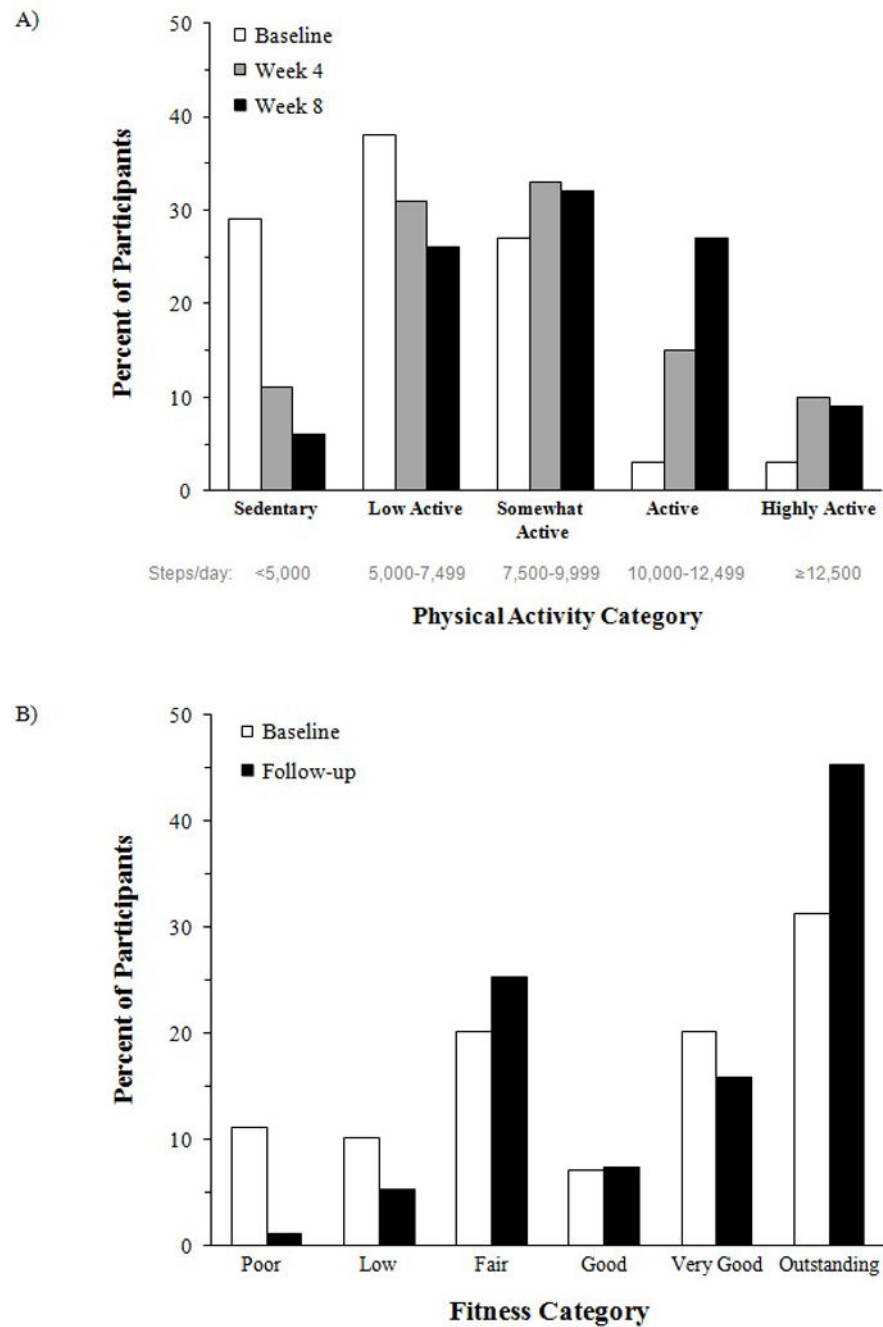 A)
50
40
30
20
10
0
Percent of Participants
Baseline
Week 4
Week 8
Sedentary Low Active Somewhat Active Highly Active
Active
Steps/day: <5,000 5,000-7,499 7,500-9,999 10,000-12,499 ≥12,500
Physical Activity Category
B)
50
40
30
20
10
0
Percent of Participants
Baseline
Follow-up
Poor Low Fair Good Very Good Outstanding
Fitness Category